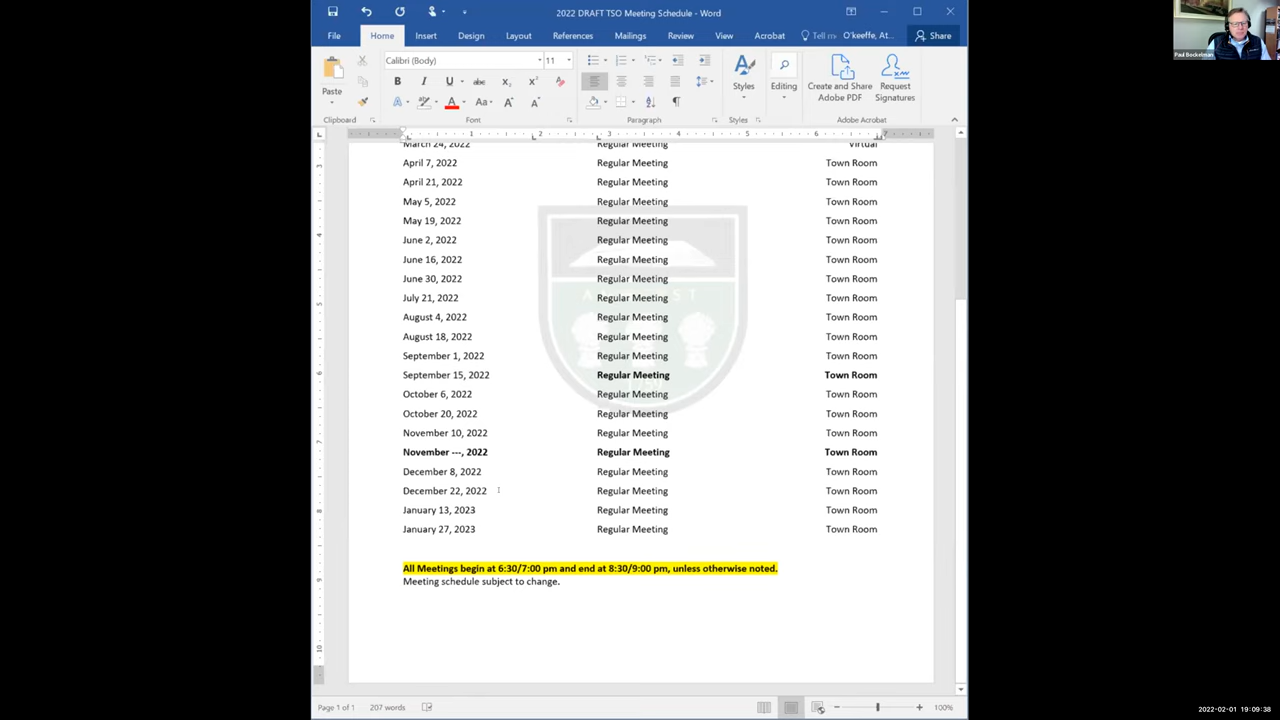 2022 DRAFT TSO Meeting Schedule - Word
File Home Insert Design Layout References Mailings Review View Acrobat Tell m O'keeffe, At... Share
Calibri (Body) 11
Paste
Styles
Editing
Create and Share Adobe PDF
Request Signatures
Clipboard Font Paragraph Styles Adobe Acrobat
March 24, 2022 Regular Meeting Virtual
April 7, 2022 Regular Meeting Town Room
April 21, 2022 Regular Meeting Town Room
May 5, 2022 Regular Meeting Town Room
May 19, 2022 Regular Meeting Town Room
June 2, 2022 Regular Meeting Town Room
June 16, 2022 Regular Meeting Town Room
June 30, 2022 Regular Meeting Town Room
July 21, 2022 Regular Meeting Town Room
August 4, 2022 Regular Meeting Town Room
August 18, 2022 Regular Meeting Town Room
September 1, 2022 Regular Meeting Town Room
September 15, 2022 Regular Meeting Town Room
October 6, 2022 Regular Meeting Town Room
October 20, 2022 Regular Meeting Town Room
November 10, 2022 Regular Meeting Town Room
November ---, 2022 Regular Meeting Town Room
December 8, 2022 Regular Meeting Town Room
December 22, 2022 Regular Meeting Town Room
January 13, 2023 Regular Meeting Town Room
January 27, 2023 Regular Meeting Town Room
All Meetings begin at 6:30/7:00 pm and end at 8:30/9:00 pm, unless otherwise noted.
Meeting schedule subject to change.
Page 1 of 1 207 words 100%
Paul Bockelman
2022-02-01 19:09:38